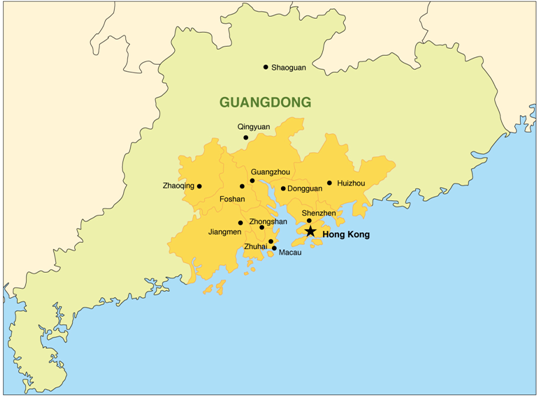 Shaoguan
GUANGDONG
Qingyuan
Guangzhou
Zhaoqing
Dongguan
Huizhou
Foshan
Shenzhen
Zhongshan
Jiangmen
Hong Kong
Zhuhai
Macau